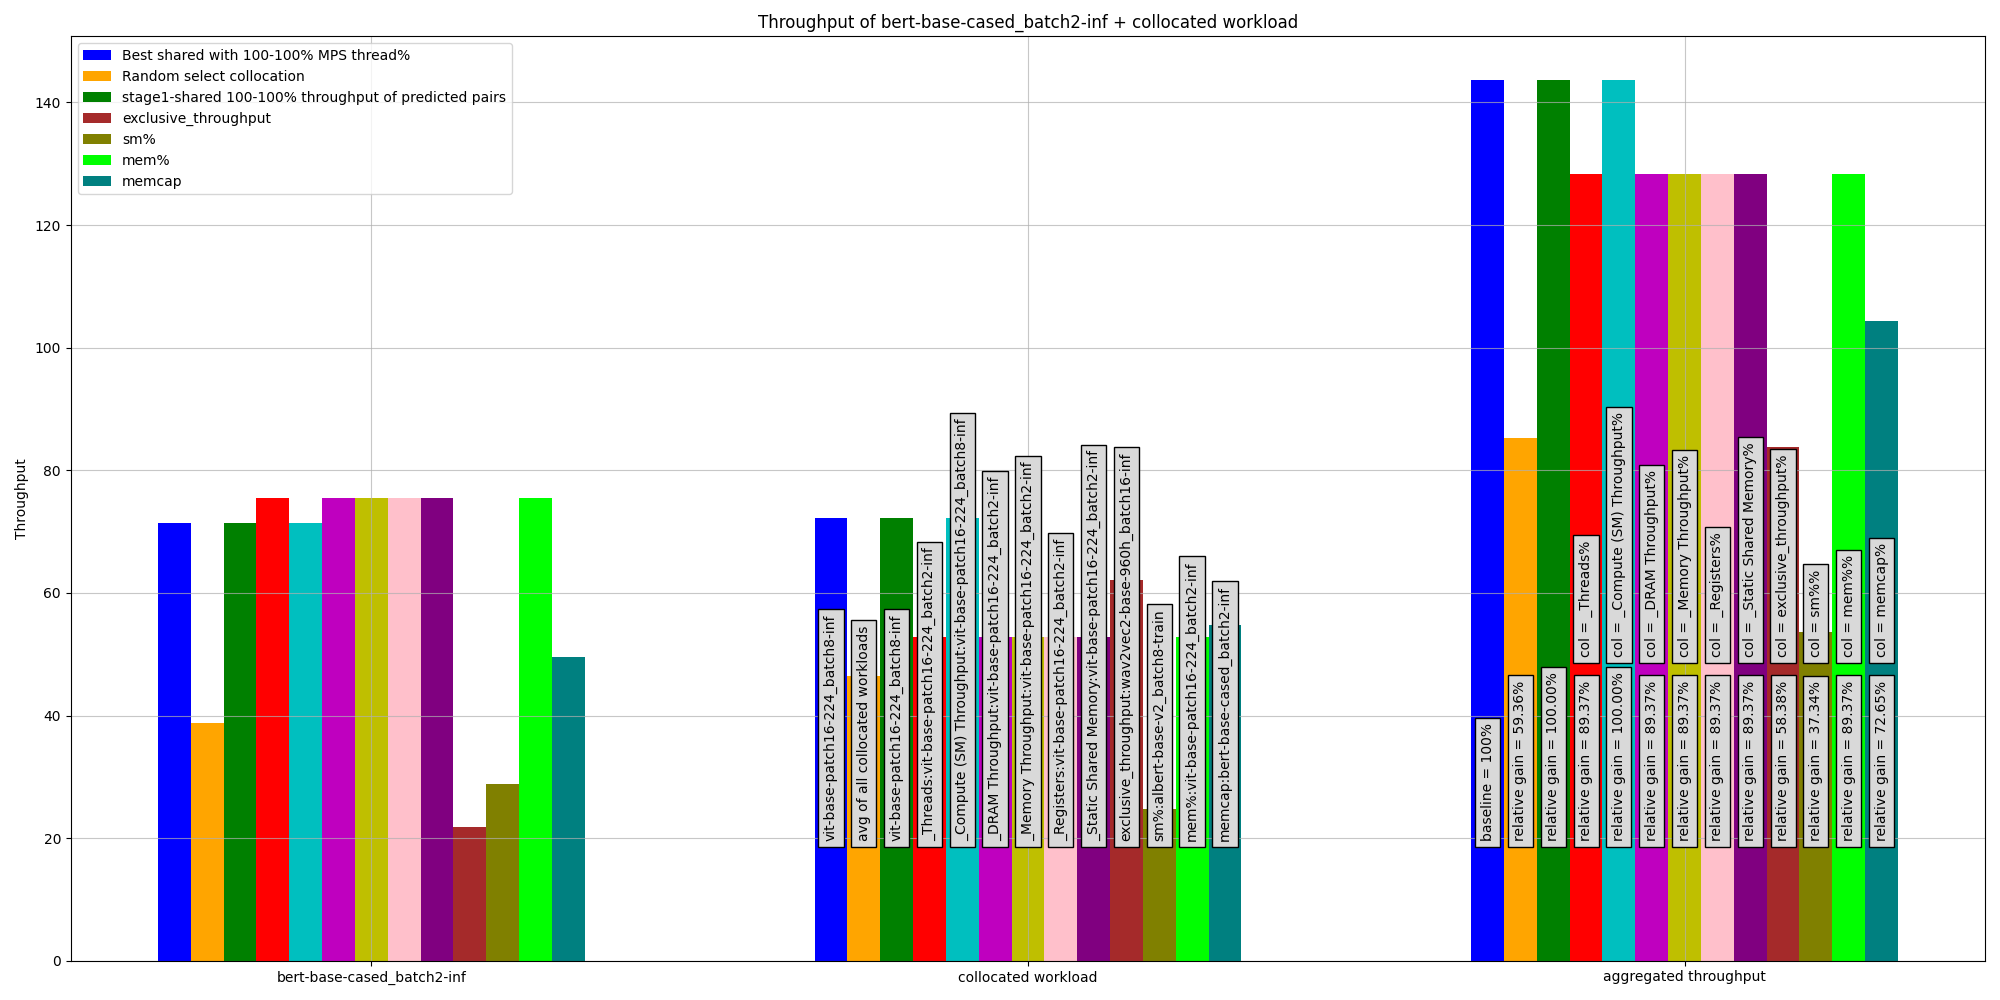 Throughput of bert-base-cased_batch2-inf + collocated workload
Best shared with 100-100% MPS thread%
Random select collocation
stage1-shared 100-100% throughput of predicted pairs
exclusive_throughput
sm%
mem%
memcap
Throughput
140
120
100
80
60
40
20
0
vit-base-patch16-224_batch8-inf
avg of all collocated workloads
vit-base-patch16-224_batch8-inf
_Threads:vit-base-patch16-224_batch2-inf
_Compute (SM) Throughput:vit-base-patch16-224_batch8-inf
_DRAM Throughput:vit-base-patch16-224_batch2-inf
_Memory Throughput:vit-base-patch16-224_batch2-inf
_Registers:vit-base-patch16-224_batch2-inf
_Static Shared Memory:vit-base-patch16-224_batch2-inf
exclusive_throughput:wav2vec2-base-960h_batch16-inf
sm%:albert-base-v2_batch8-train
mem%:vit-base-patch16-224_batch2-inf
memcap:bert-base-cased_batch2-inf
col = _Threads%
col = _Compute (SM) Throughput%
col = _DRAM Throughput%
col = _Memory Throughput%
col = _Registers%
col = _Static Shared Memory%
col = exclusive_throughput%
col = sm%%
col = mem%%
col = memcap%
baseline = 100%
relative gain = 59.36%
relative gain = 100.00%
relative gain = 89.37%
relative gain = 100.00%
relative gain = 89.37%
relative gain = 89.37%
relative gain = 89.37%
relative gain = 89.37%
relative gain = 58.38%
relative gain = 37.34%
relative gain = 89.37%
relative gain = 72.65%
bert-base-cased_batch2-inf
collocated workload
aggregated throughput